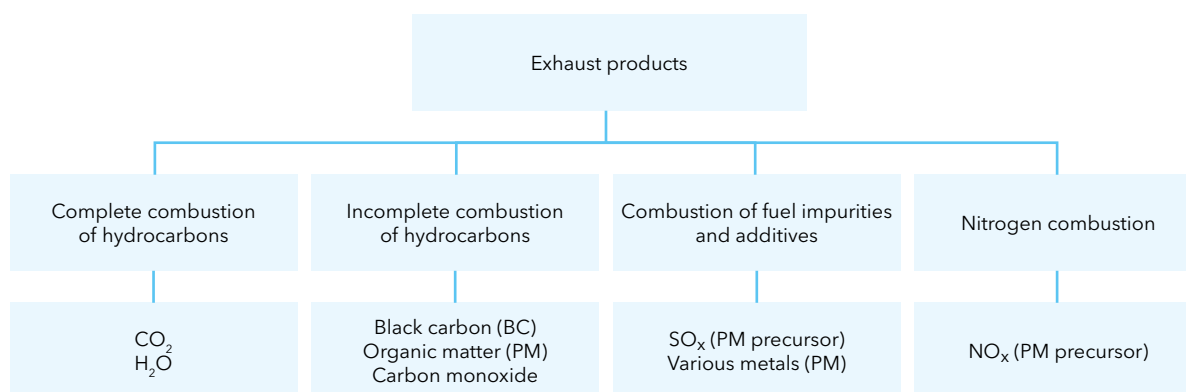 Exhaust products
Complete combustion
of hydrocarbons
Incomplete combustion
of hydrocarbons
Combustion of fuel impurities
and additives
Nitrogen combustion
CO₂
H₂O
Black carbon (BC)
Organic matter (PM)
Carbon monoxide
SOₓ (PM precursor)
Various metals (PM)
NOₓ (PM precursor)